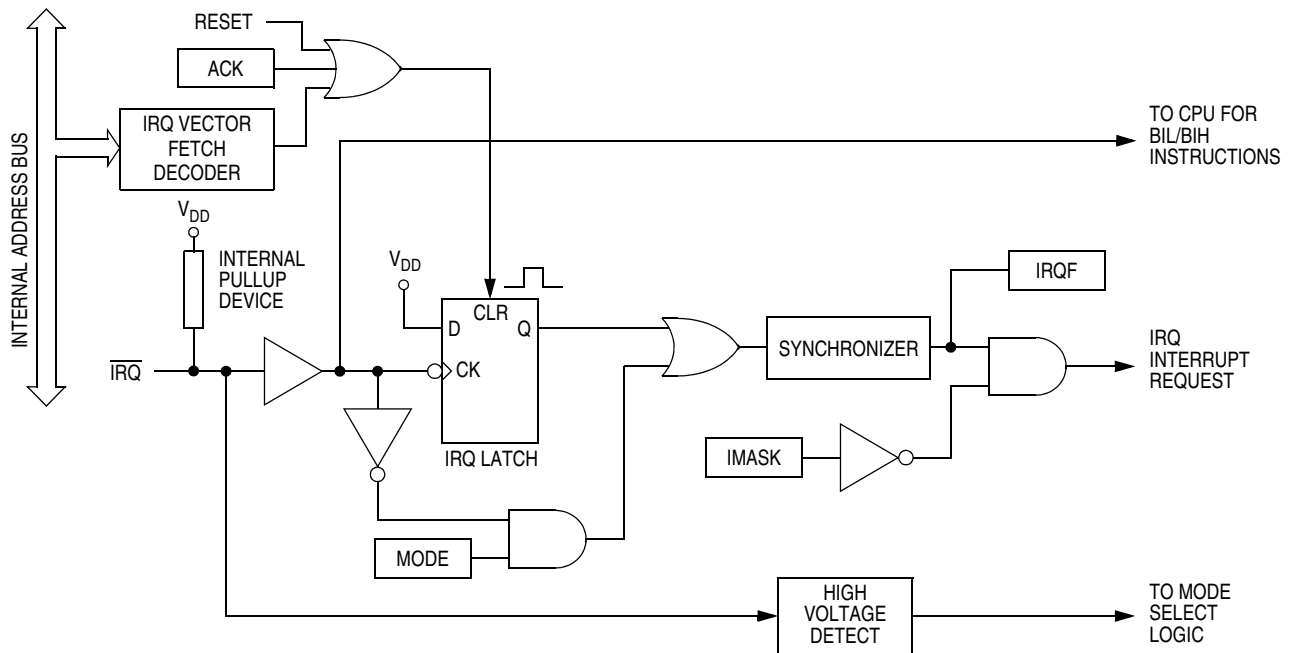 RESET
ACK
IRQ VECTOR
FETCH
DECODER
INTERNAL ADDRESS BUS
TO CPU FOR
BIL/BIH
INSTRUCTIONS
VDD
INTERNAL
PULLUP
DEVICE
VDD
CLR
D
Q
CK
IRQ LATCH
IRQ
SYNCHRONIZER
IRQF
IRQ
INTERRUPT
REQUEST
IMASK
MODE
HIGH
VOLTAGE
DETECT
TO MODE
SELECT
LOGIC